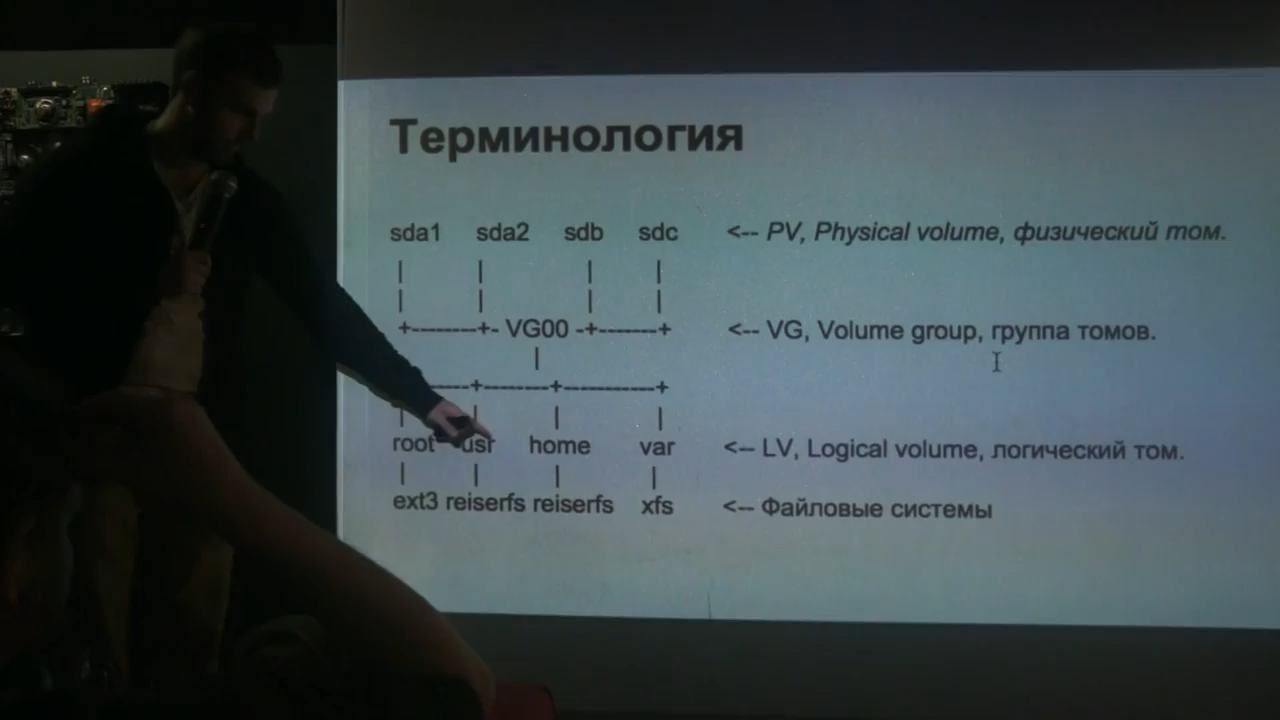 Терминология
sda1 sda2 sdb sdc <-- PV, Physical volume, физический том.
| | | |
| | | |
+--------+- VG00 -+-------+ <-- VG, Volume group, группа томов.
|
-----+--------+----------+
| | | |
root usr home var <-- LV, Logical volume, логический том.
| | | |
ext3 reiserfs reiserfs xfs <-- Файловые системы